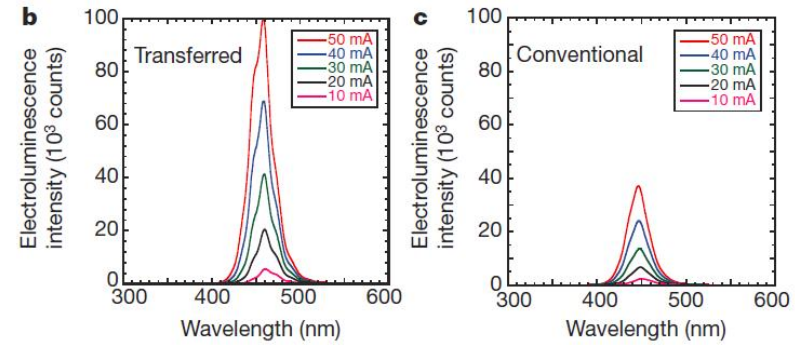 b
Transferred
50 mA
40 mA
30 mA
20 mA
10 mA
100
80
60
40
20
0
300
400
500
600
Electroluminescence
intensity (10³ counts)
Wavelength (nm)
c
Conventional
50 mA
40 mA
30 mA
20 mA
10 mA
100
80
60
40
20
0
300
400
500
600
Electroluminescence
intensity (10³ counts)
Wavelength (nm)